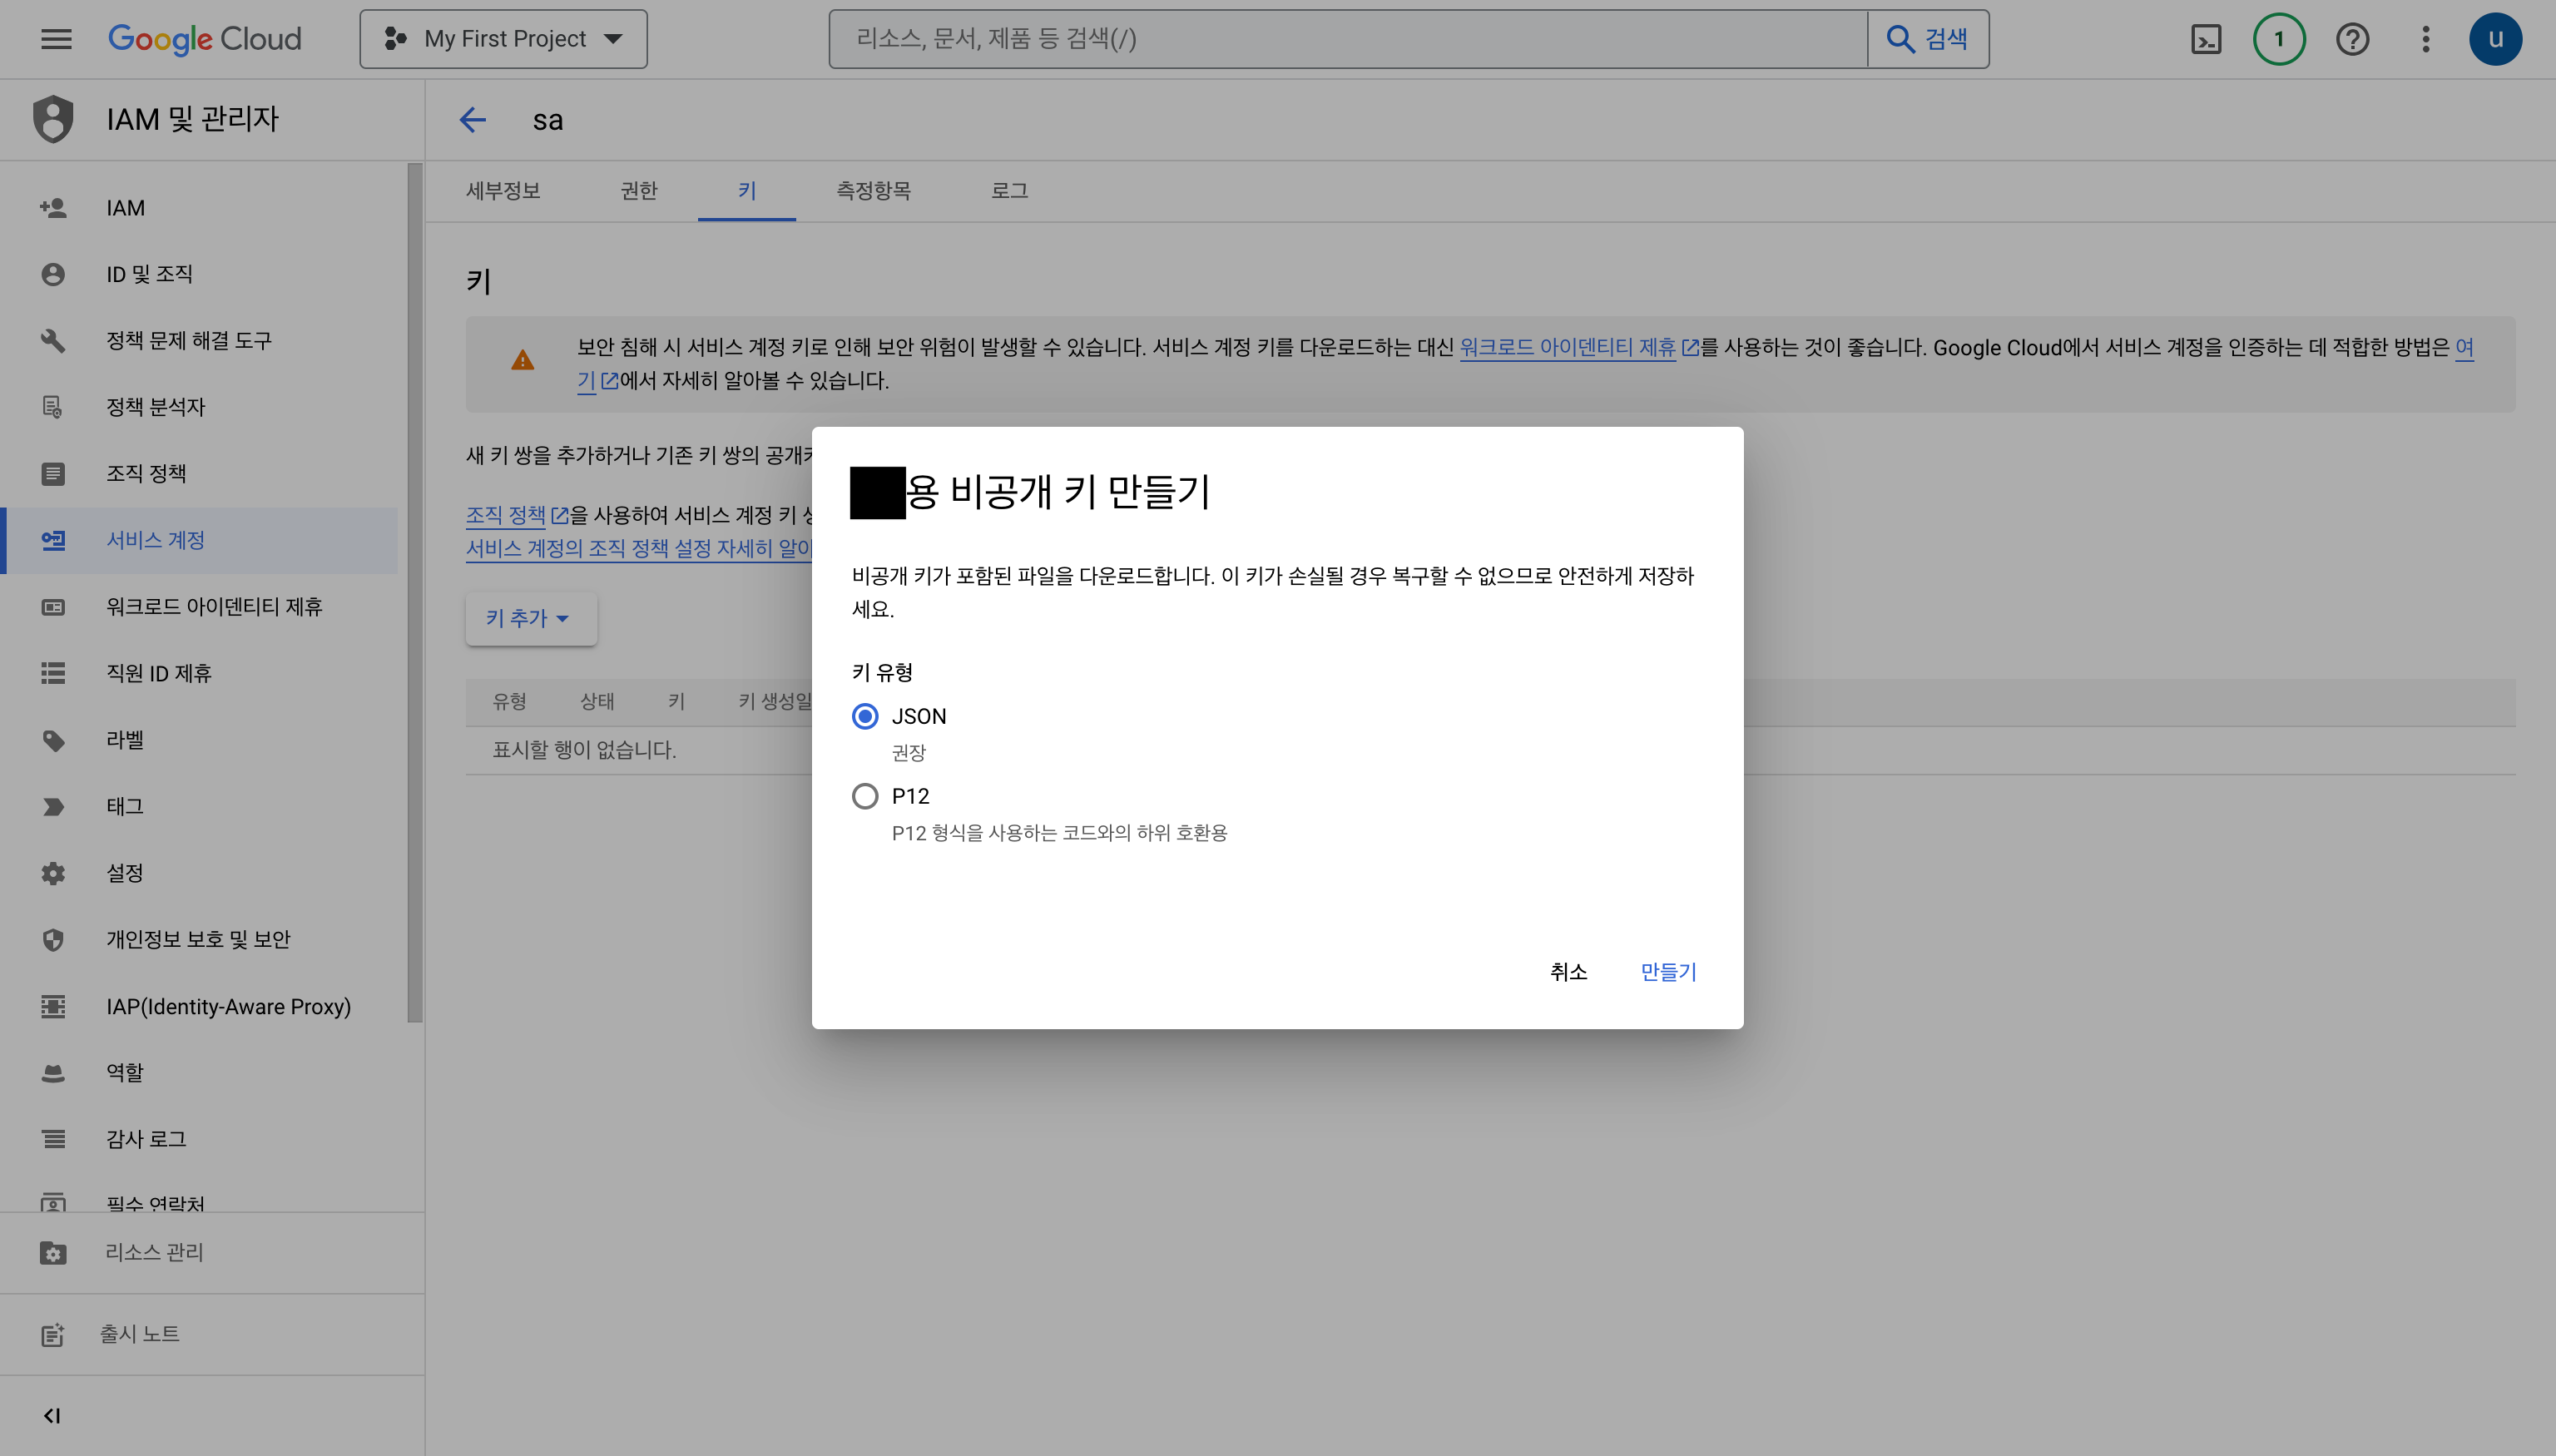 Google Cloud
My First Project
리소스, 문서, 제품 등 검색(/)
검색
1
u
IAM 및 관리자
sa
세부정보
권한
키
측정항목
로그
IAM
ID 및 조직
정책 문제 해결 도구
정책 분석자
조직 정책
서비스 계정
워크로드 아이덴티티 제휴
직원 ID 제휴
라벨
태그
설정
개인정보 보호 및 보안
IAP(Identity-Aware Proxy)
역할
감사 로그
필수 연락처
리소스 관리
출시 노트
키
보안 침해 시 서비스 계정 키로 인해 보안 위험이 발생할 수 있습니다. 서비스 계정 키를 다운로드하는 대신 워크로드 아이덴티티 제휴를 사용하는 것이 좋습니다. Google Cloud에서 서비스 계정을 인증하는 데 적합한 방법은 여
기에서 자세히 알아볼 수 있습니다.
새 키 쌍을 추가하거나 기존 키 쌍의
조직 정책을 사용하여 서비스 계정 키
서비스 계정의 조직 정책 설정 자세히
키 추가
유형 상태 키 키 생성일
표시할 행이 없습니다.
용 비공개 키 만들기
비공개 키가 포함된 파일을 다운로드합니다. 이 키가 손실될 경우 복구할 수 없으므로 안전하게 저장하
세요.
키 유형
JSON
권장
P12
P12 형식을 사용하는 코드와의 하위 호환용
취소
만들기